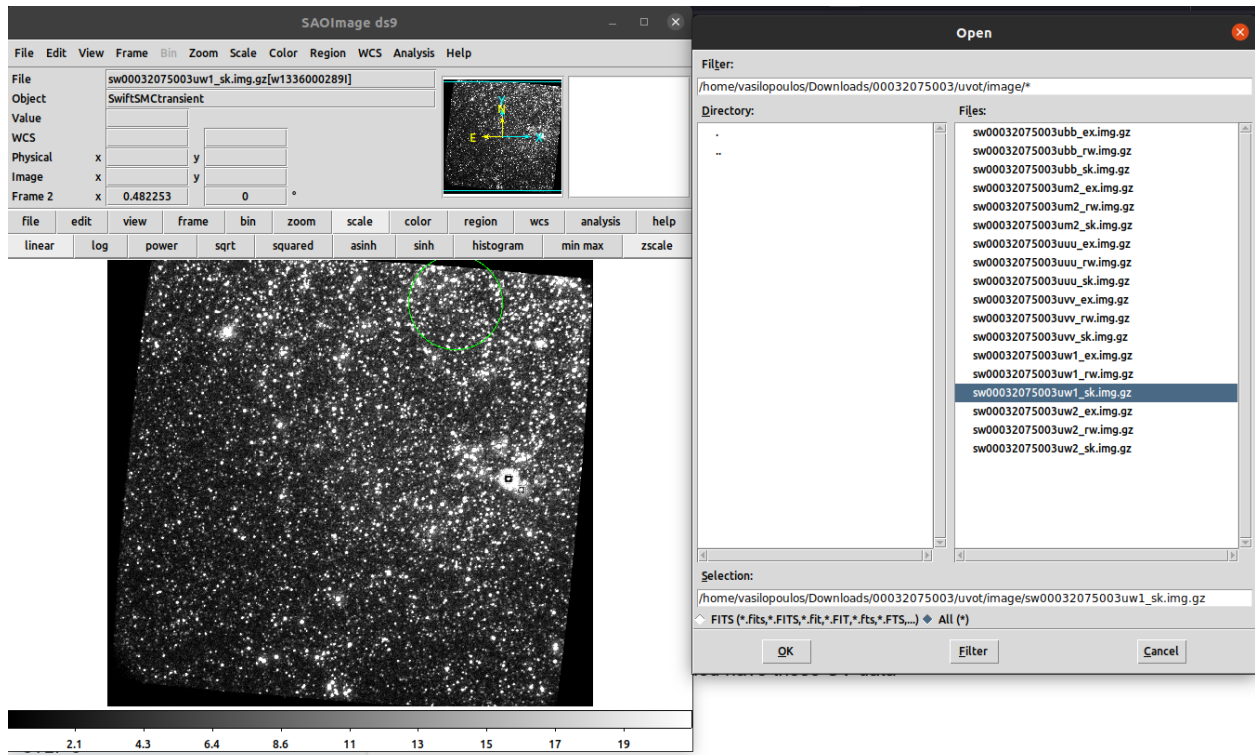 SAOImage ds9
File Edit View Frame Bin Zoom Scale Color Region WCS Analysis Help
File sw00032075003uw1_sk.img.gz[w1336000289I]
Object SwiftSMCtransient
Value
WCS
Physical x y
Image x y
Frame 2 x 0.482253 0 °
N
E X
file edit view frame bin zoom scale color region wcs analysis help
linear log power sqrt squared asinh sinh histogram min max zscale
2.1 4.3 6.4 8.6 11 13 15 17 19
Open
Filter:
/home/vasilopoulos/Downloads/00032075003/uvot/image/*
Directory:
.
..
Files:
sw00032075003ubb_ex.img.gz
sw00032075003ubb_rw.img.gz
sw00032075003ubb_sk.img.gz
sw00032075003um2_ex.img.gz
sw00032075003um2_rw.img.gz
sw00032075003um2_sk.img.gz
sw00032075003uuu_ex.img.gz
sw00032075003uuu_rw.img.gz
sw00032075003uuu_sk.img.gz
sw00032075003uvv_ex.img.gz
sw00032075003uvv_rw.img.gz
sw00032075003uvv_sk.img.gz
sw00032075003uw1_ex.img.gz
sw00032075003uw1_rw.img.gz
sw00032075003uw1_sk.img.gz
sw00032075003uw2_ex.img.gz
sw00032075003uw2_rw.img.gz
sw00032075003uw2_sk.img.gz
Selection:
/home/vasilopoulos/Downloads/00032075003/uvot/image/sw00032075003uw1_sk.img.gz
FITS (*.fits,*.FITS,*.fit,*.FIT,*.fts,*.FTS,...) All (*)
OK Filter Cancel